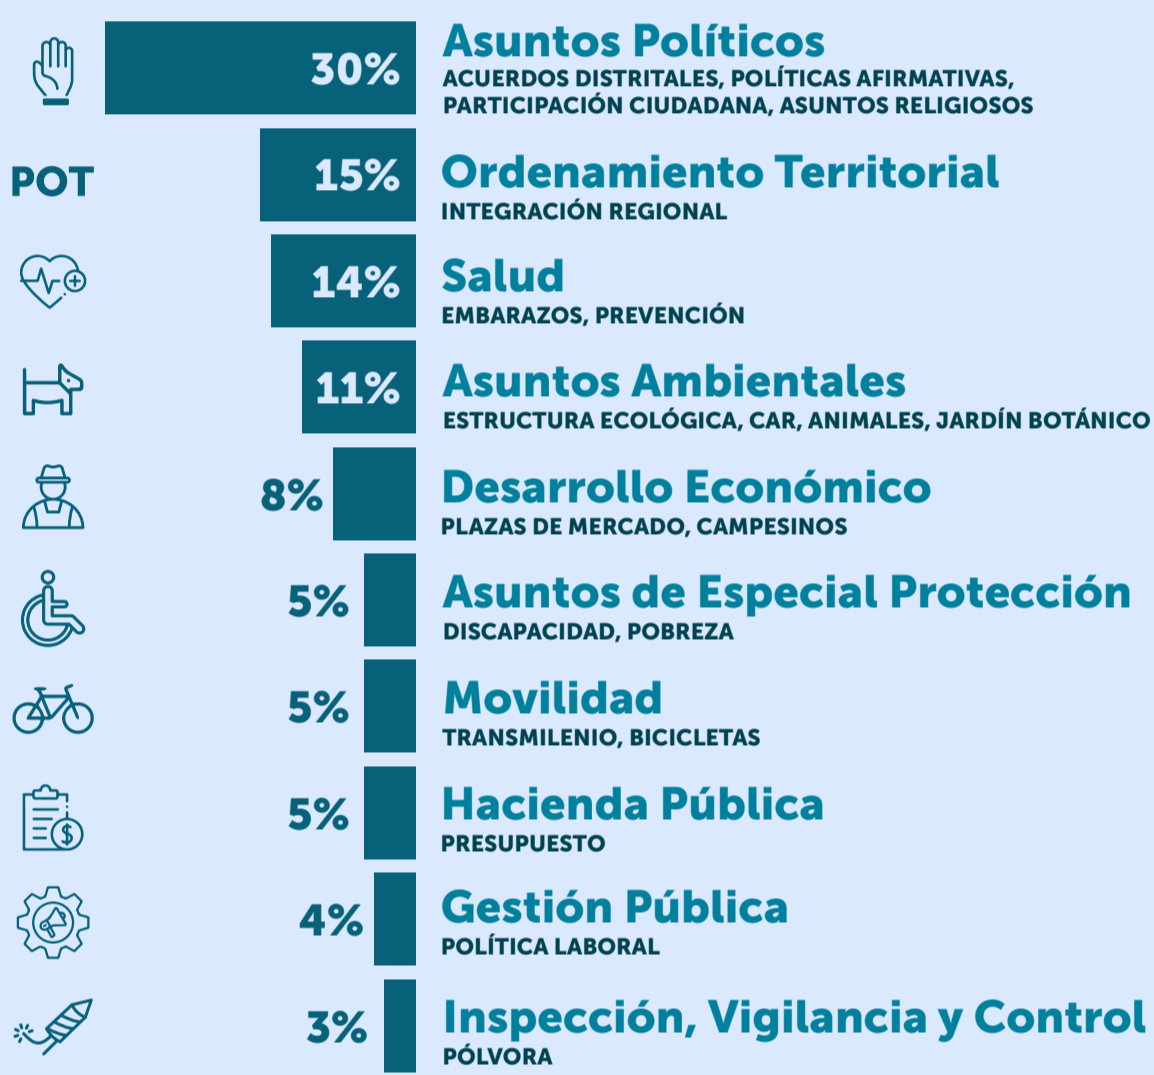 30%
Asuntos Políticos
ACUERDOS DISTRITALES, POLÍTICAS AFIRMATIVAS,
PARTICIPACIÓN CIUDADANA, ASUNTOS RELIGIOSOS
POT
15%
Ordenamiento Territorial
INTEGRACIÓN REGIONAL
14%
Salud
EMBARAZOS, PREVENCIÓN
11%
Asuntos Ambientales
ESTRUCTURA ECOLÓGICA, CAR, ANIMALES, JARDÍN BOTÁNICO
8%
Desarrollo Económico
PLAZAS DE MERCADO, CAMPESINOS
5%
Asuntos de Especial Protección
DISCAPACIDAD, POBREZA
5%
Movilidad
TRANSMILENIO, BICICLETAS
5%
Hacienda Pública
PRESUPUESTO
$
4%
Gestión Pública
POLÍTICA LABORAL
3%
Inspección, Vigilancia y Control
PÓLVORA